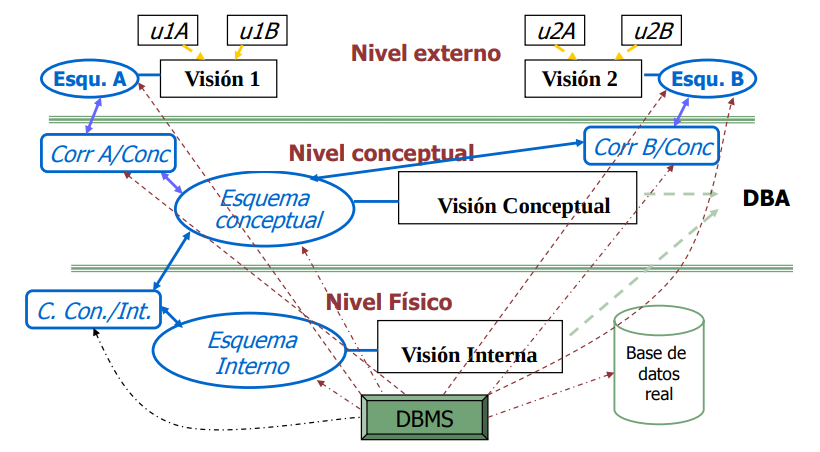 u1A
u1B
u2A
u2B
Nivel externo
Esqu. A
Visión 1
Visión 2
Esqu. B
Corr A/Conc
Nivel conceptual
Corr B/Conc
Esquema
conceptual
Visión Conceptual
DBA
C. Con./Int.
Nivel Físico
Esquema
Interno
Visión Interna
Base de
datos
real
DBMS